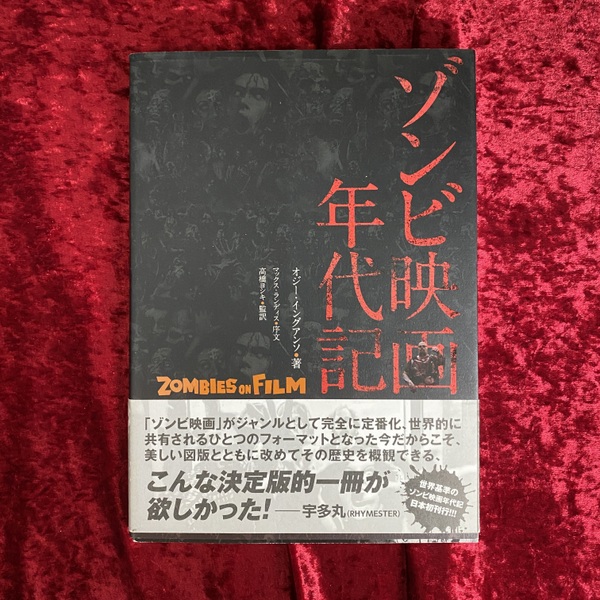 ゾンビ映画
年代記
オジー・イングアンソ・著
マックス・ランディス・序文
高橋ヨシキ・監訳
ZOMBIES ON FILM
「ゾンビ映画」がジャンルとして完全に定番化、世界的に
共有されるひとつのフォーマットとなった今だからこそ、
美しい図版とともに改めてその歴史を概観できる、
こんな決定版的一冊が
欲しかった!——宇多丸(RHYMESTER)
世界基準の
ゾンビ映画年代記
日本初刊行!!!